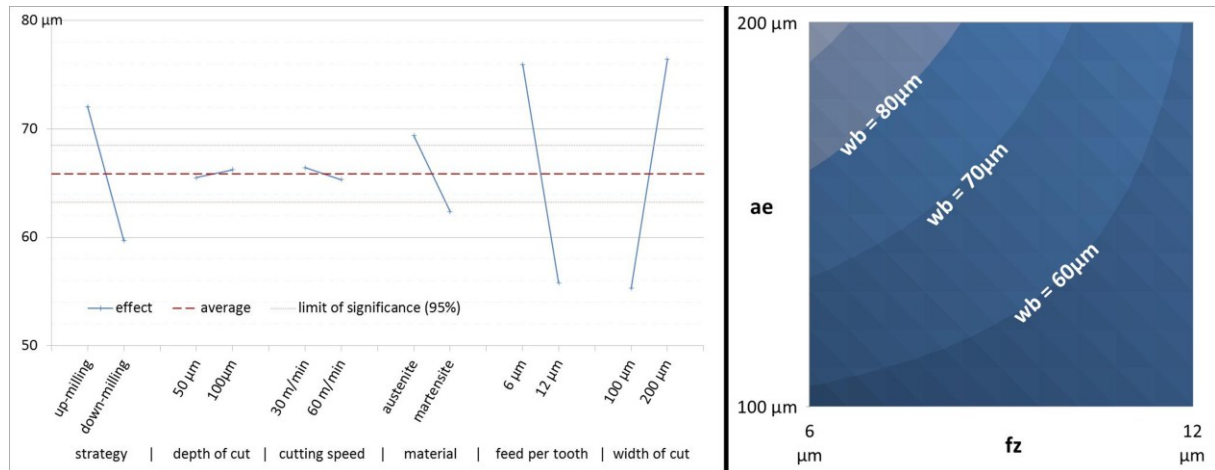 80 µm
70
60
50
effect
average
limit of significance (95%)
up-milling
down-milling
50 µm
100µm
30 m/min
60 m/min
austenite
martensite
6 µm
12 µm
100 µm
200 µm
strategy | depth of cut | cutting speed | material | feed per tooth | width of cut
200 µm
ae
100 µm
wb = 80µm
wb = 70µm
wb = 60µm
6
µm
fz
12
µm